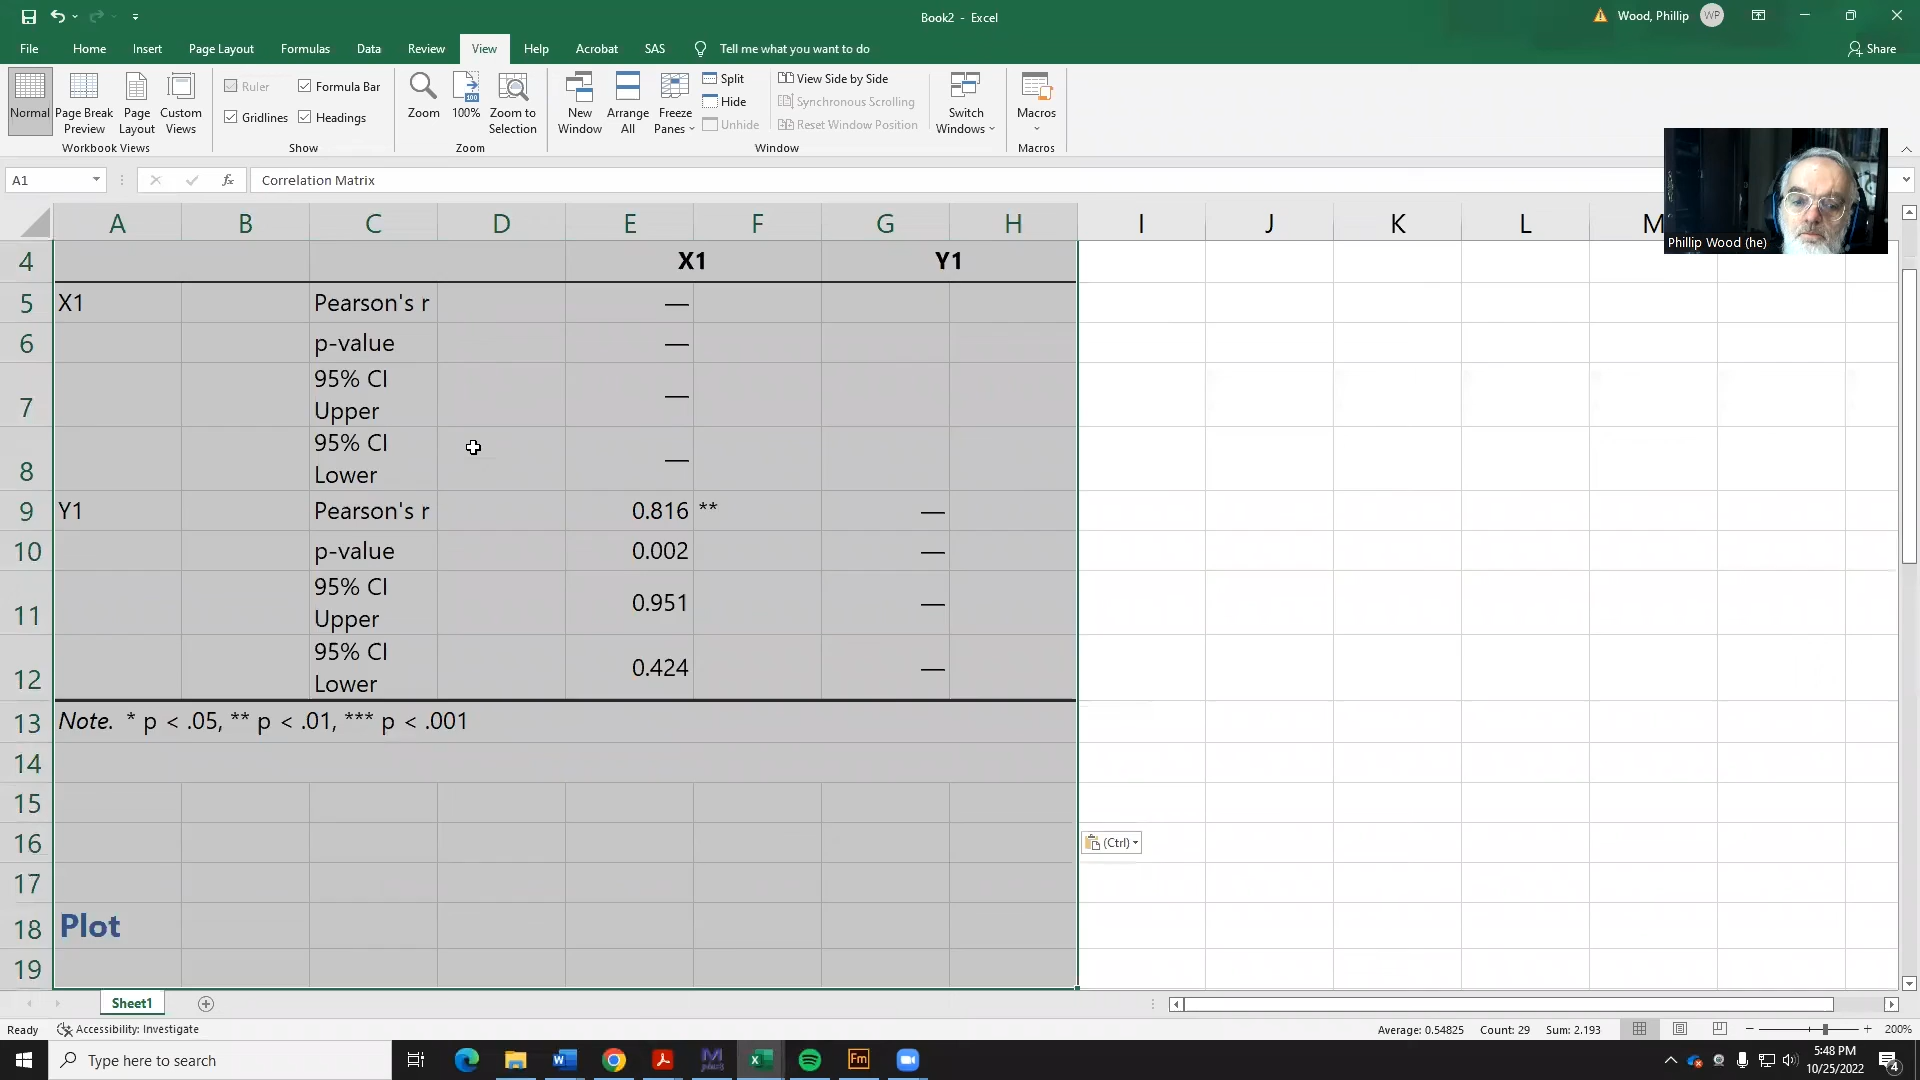 Book2 - Excel
Wood, Phillip
WP
File
Home
Insert
Page Layout
Formulas
Data
Review
View
Help
Acrobat
SAS
Tell me what you want to do
Share
Normal
Page Break
Preview
Page
Layout
Custom
Views
Workbook Views
Ruler
Formula Bar
Gridlines
Headings
Show
Zoom
100
100%
Zoom to
Selection
Zoom
New
Window
Arrange
All
Freeze
Panes
Split
Hide
Unhide
View Side by Side
Synchronous Scrolling
Reset Window Position
Window
Switch
Windows
Macros
Macros
A1
fx
Correlation Matrix
Phillip Wood (he)
A B C D E F G H I J K L M
4 X1 Y1
5 X1 Pearson's r —
6 p-value —
7 95% CI
Upper —
8 95% CI
Lower —
9 Y1 Pearson's r 0.816 ** —
10 p-value 0.002 —
11 95% CI
Upper 0.951 —
12 95% CI
Lower 0.424 —
13 Note. * p < .05, ** p < .01, *** p < .001
14
15
16
(Ctrl)
17
18 Plot
19
Sheet1
Ready
Accessibility: Investigate
Average: 0.54825 Count: 29 Sum: 2.193
200%
Type here to search
Fm
5:48 PM
10/25/2022
4